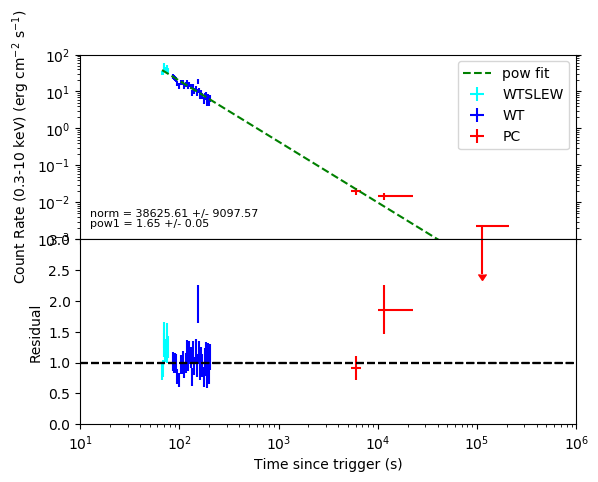 Count Rate (0.3-10 keV) (erg cm⁻² s⁻¹)
10²
10¹
10⁰
10⁻¹
10⁻²
10⁻³
pow fit
WTSLEW
WT
PC
norm = 38625.61 +/- 9097.57
pow1 = 1.65 +/- 0.05
Residual
3.0
2.5
2.0
1.5
1.0
0.5
0.0
10¹ 10² 10³ 10⁴ 10⁵ 10⁶
Time since trigger (s)